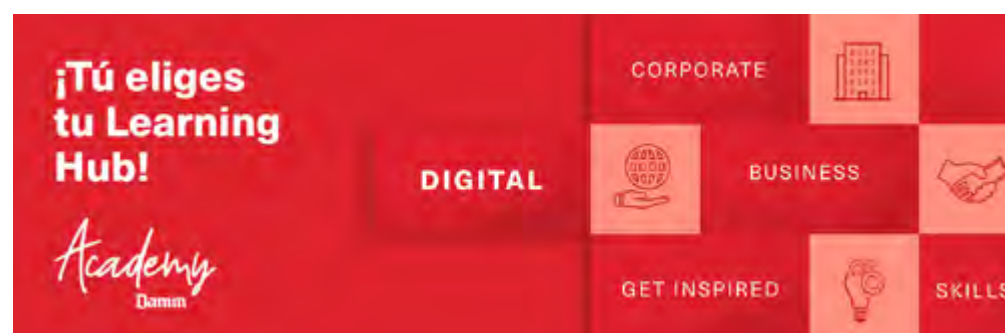 ¡Tú eliges
tu Learning
Hub!
Academy
Damm
DIGITAL
CORPORATE
BUSINESS
GET INSPIRED
SKILLS